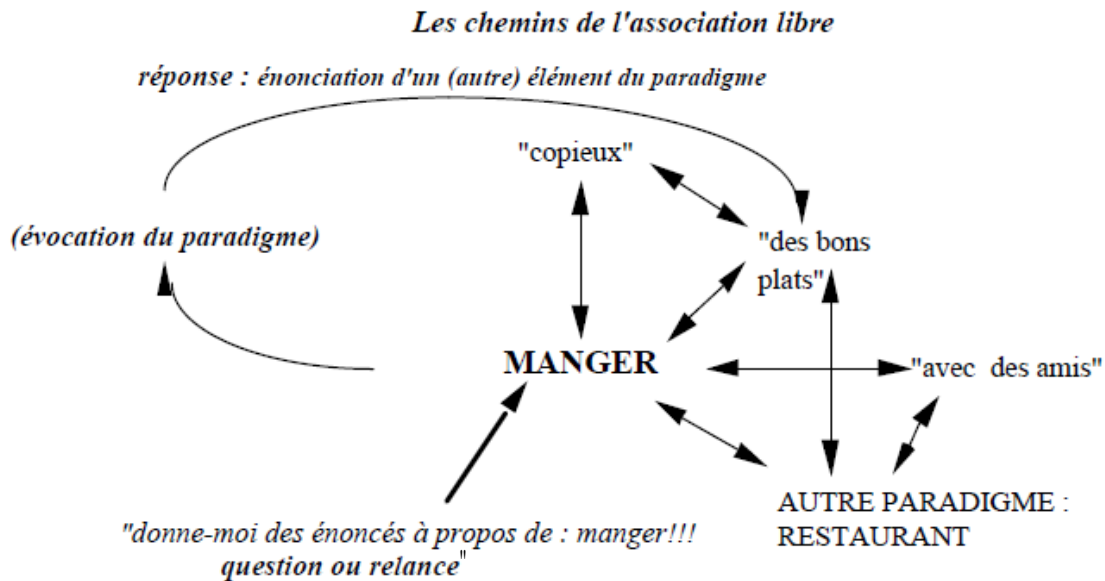 Les chemins de l'association libre
réponse : énonciation d'un (autre) élément du paradigme
"copieux"
(évocation du paradigme)
"des bons
plats"
MANGER
"avec des amis"
AUTRE PARADIGME :
RESTAURANT
"donne-moi des énoncés à propos de : manger!!!
question ou relance"